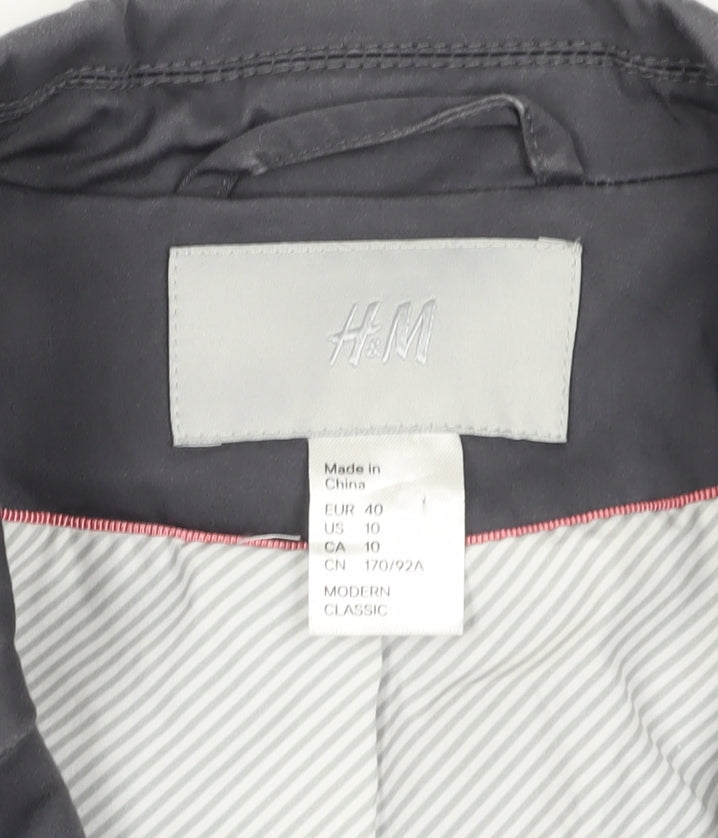 H&M
Made in
China
EUR 40
US 10
CA 10
CN 170/92A
MODERN
CLASSIC